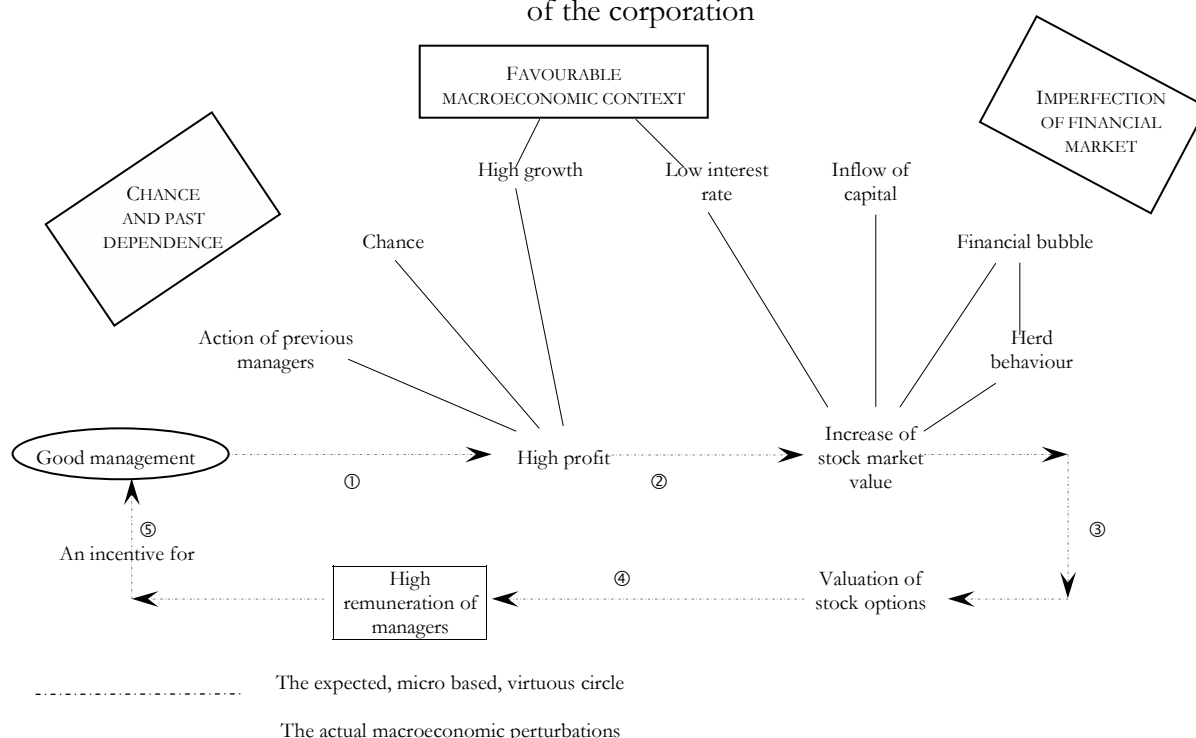 of the corporation
FAVOURABLE
MACROECONOMIC CONTEXT
IMPERFECTION
OF FINANCIAL
MARKET
CHANCE
AND PAST
DEPENDENCE
High growth
Low interest
rate
Inflow of
capital
Chance
Financial bubble
Action of previous
managers
Herd
behaviour
Good management
High profit
Increase of
stock market
value
①
②
③
⑤
An incentive for
High
remuneration of
managers
④
Valuation of
stock options
The expected, micro based, virtuous circle
The actual macroeconomic perturbations